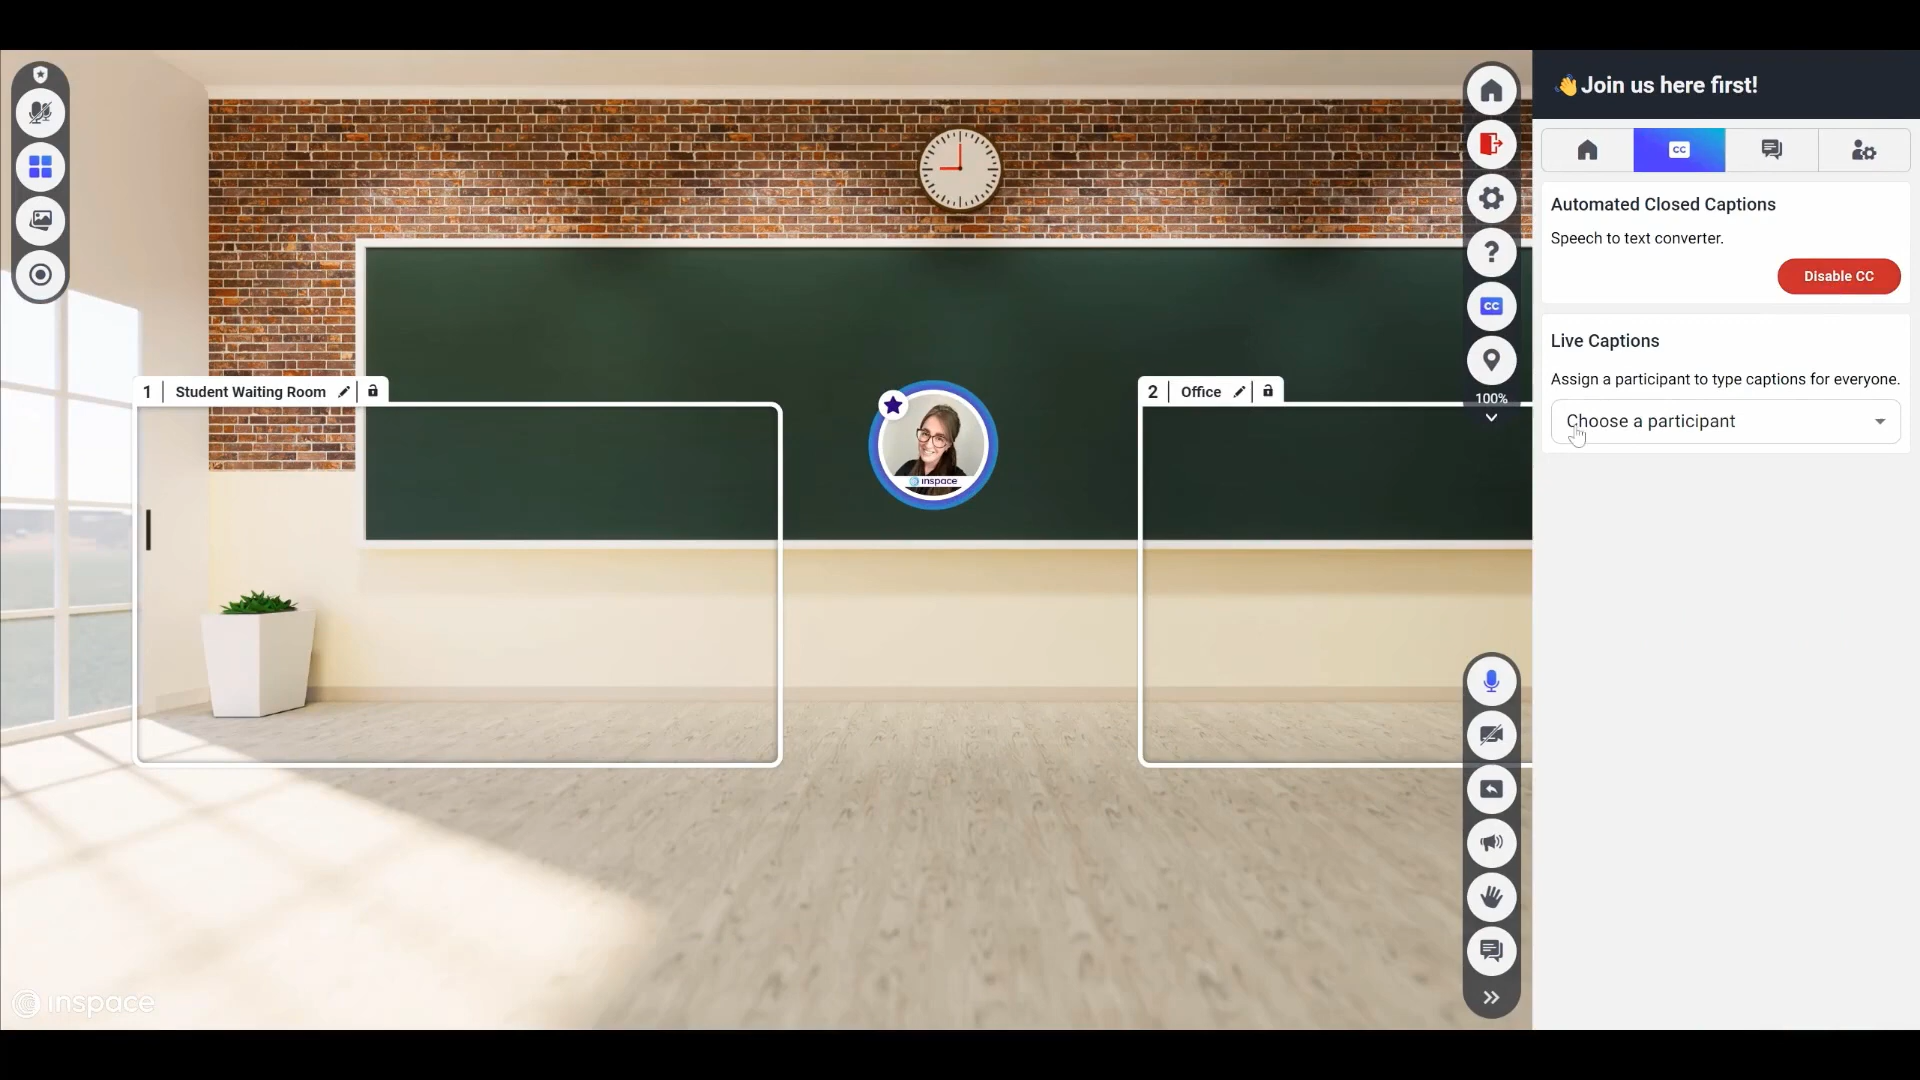 👋Join us here first!
CC
Automated Closed Captions
Speech to text converter.
Disable CC
CC
Live Captions
Assign a participant to type captions for everyone.
Choose a participant
1 Student Waiting Room
2 Office
100%
inspace
inspace